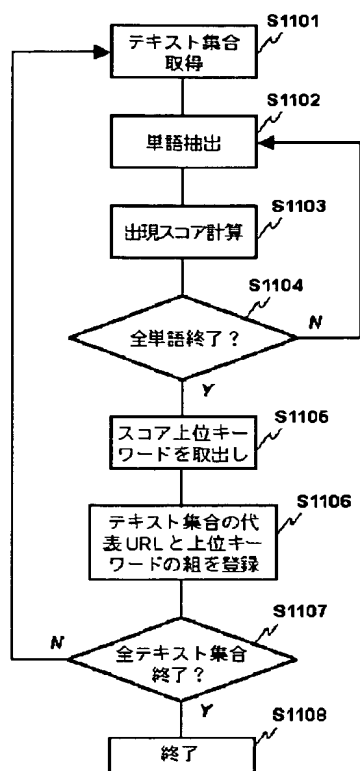 S1101
テキスト集合
取得
S1102
単語抽出
S1103
出現スコア計算
S1104
全単語終了?
N
Y
S1105
スコア上位キー
ワードを取出し
S1106
テキスト集合の代
表URLと上位キー
ワードの組を登録
S1107
全テキスト集合
終了?
N
Y
S1108
終了